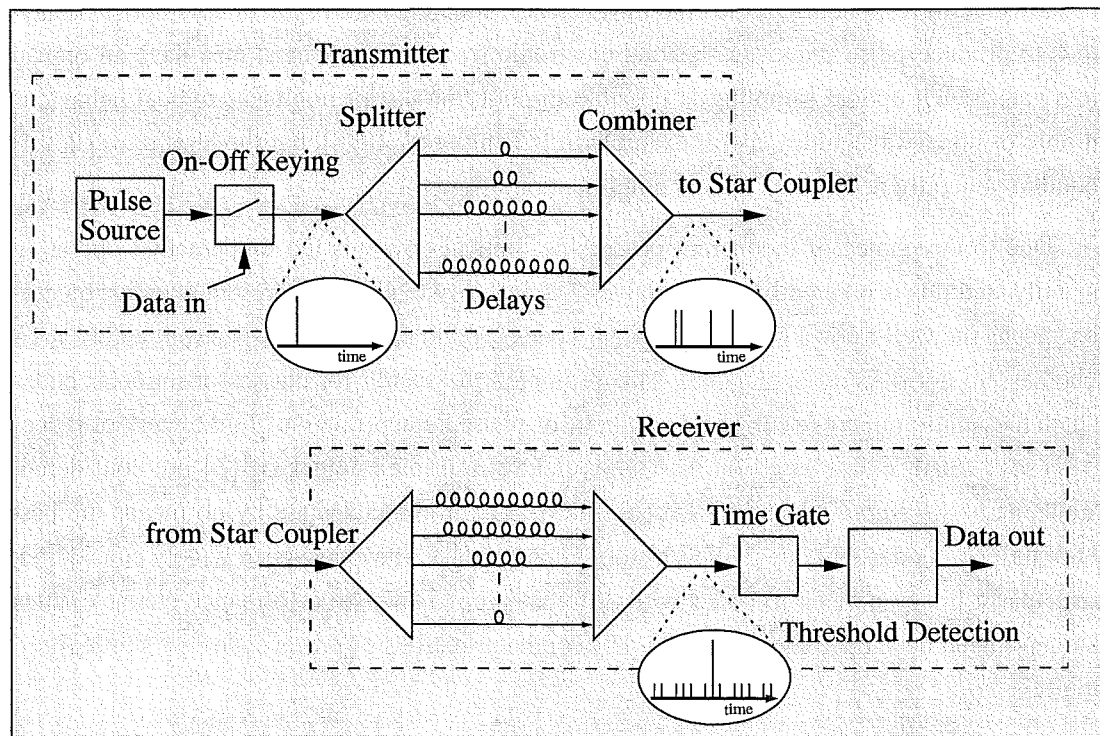 Transmitter
Splitter
Combiner
On-Off Keying
to Star Coupler
Pulse
Source
Data in
Delays
time
time
Receiver
from Star Coupler
Time Gate
Data out
Threshold Detection
time